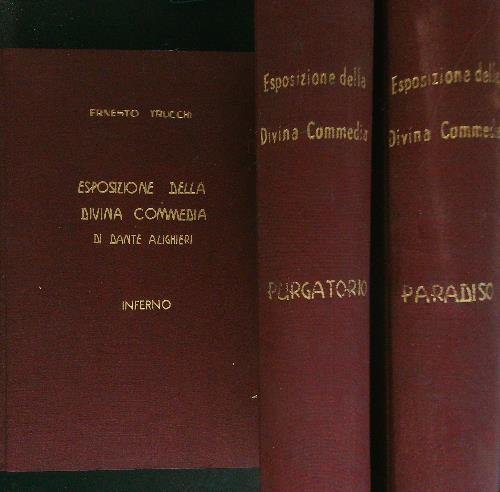 ERNESTO TRUCCHI
ESPOSIZIONE DELLA
DIVINA COMMEDIA
DI DANTE ALIGHIERI
INFERNO
Esposizione della
Divina Commedia
PURGATORIO
Esposizione della
Divina Commedia
PARADISO